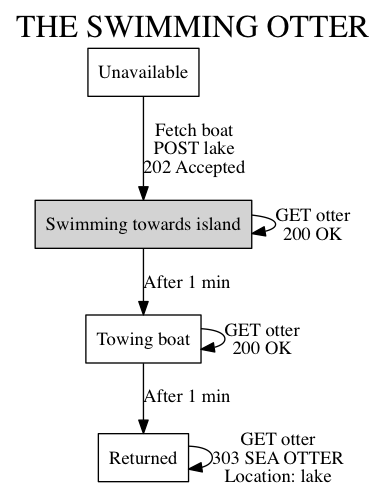 THE SWIMMING OTTER
Unavailable
Fetch boat
POST lake
202 Accepted
Swimming towards island
GET otter
200 OK
After 1 min
Towing boat
GET otter
200 OK
After 1 min
Returned
GET otter
303 SEA OTTER
Location: lake